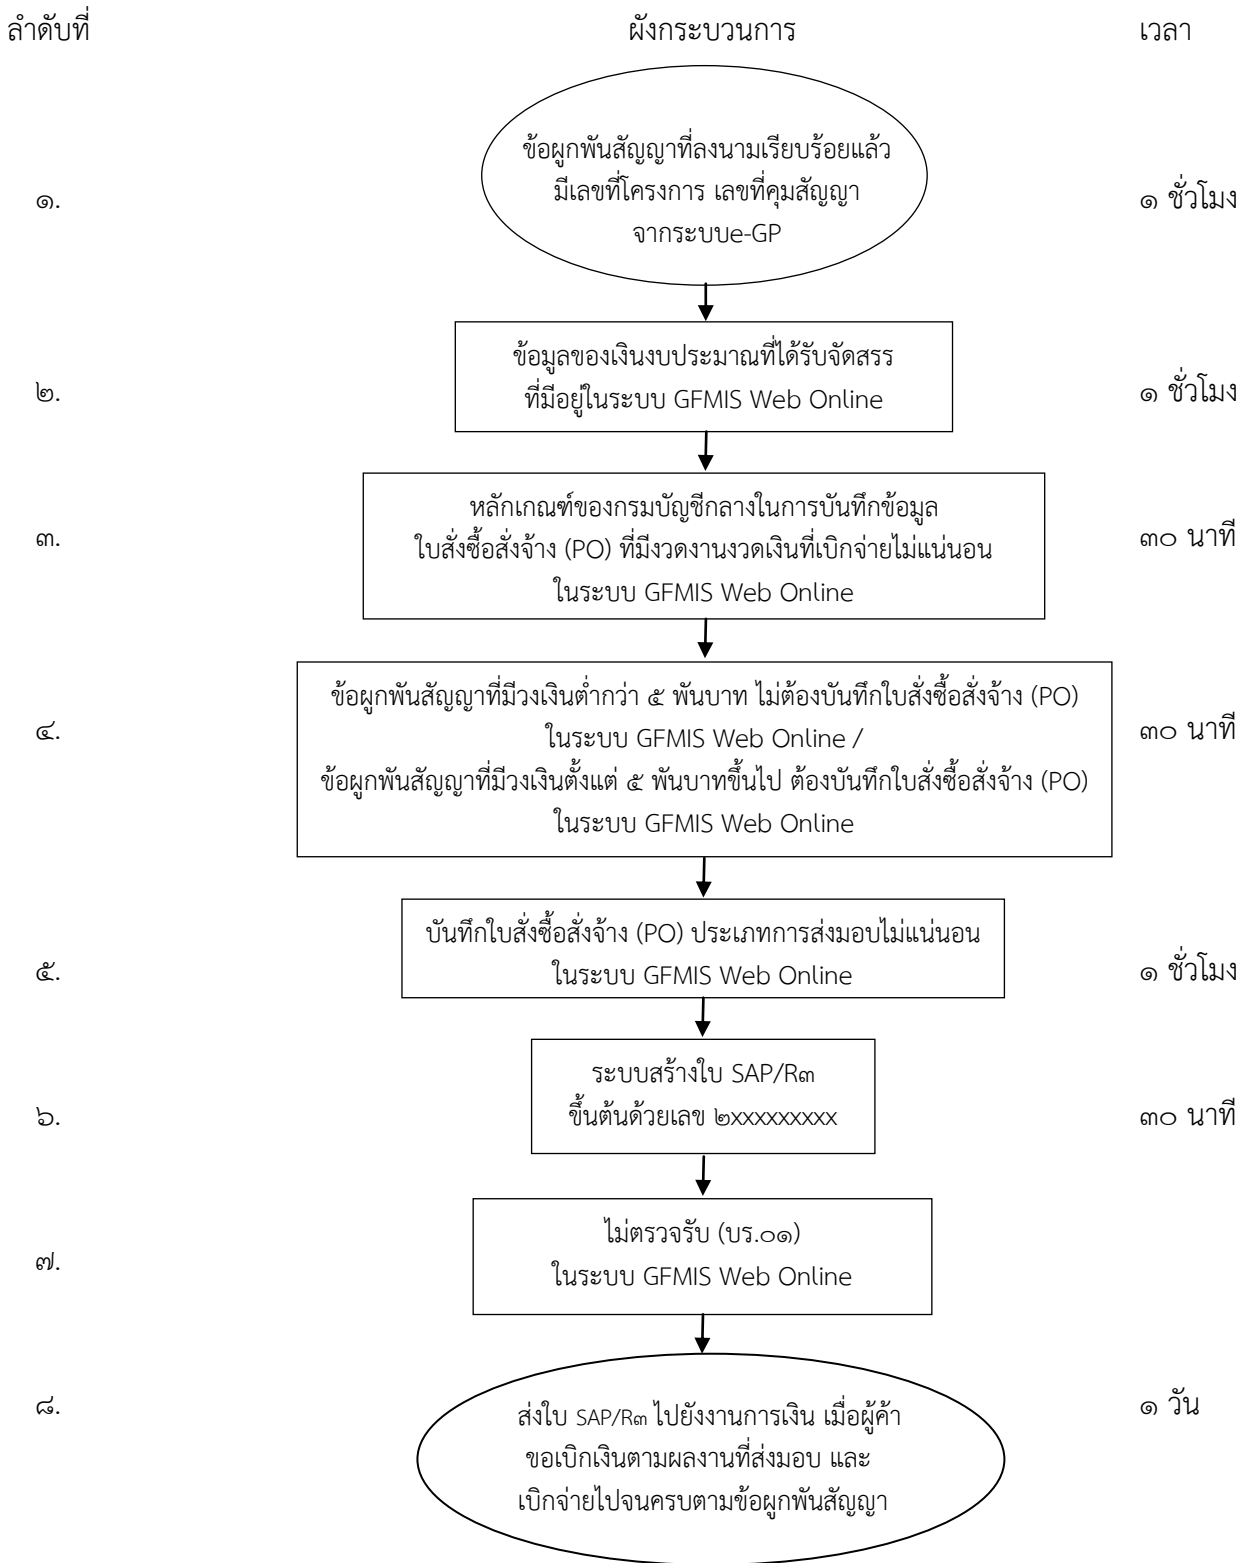 ลำดับที่ ผังกระบวนการ เวลา
ข้อผูกพันสัญญาที่ลงนามเรียบร้อยแล้ว
๑. มีเลขที่โครงการ เลขที่คุมสัญญา ๑ ชั่วโมง
จากระบบe-GP
ข้อมูลของเงินงบประมาณที่ได้รับจัดสรร
๒. ที่มีอยู่ในระบบ GFMIS Web Online ๑ ชั่วโมง
หลักเกณฑ์ของกรมบัญชีกลางในการบันทึกข้อมูล
๓. ใบสั่งซื้อสั่งจ้าง (PO) ที่มีงวดงานงวดเงินที่เบิกจ่ายไม่แน่นอน ๓๐ นาที
ในระบบ GFMIS Web Online
ข้อผูกพันสัญญาที่มีวงเงินต่ำกว่า ๕ พันบาท ไม่ต้องบันทึกใบสั่งซื้อสั่งจ้าง (PO)
๔. ในระบบ GFMIS Web Online / ๓๐ นาที
ข้อผูกพันสัญญาที่มีวงเงินตั้งแต่ ๕ พันบาทขึ้นไป ต้องบันทึกใบสั่งซื้อสั่งจ้าง (PO)
ในระบบ GFMIS Web Online
บันทึกใบสั่งซื้อสั่งจ้าง (PO) ประเภทการส่งมอบไม่แน่นอน
๕. ในระบบ GFMIS Web Online ๑ ชั่วโมง
ระบบสร้างใบ SAP/R๓
๖. ขึ้นต้นด้วยเลข ๒xxxxxxxxx ๓๐ นาที
ไม่ตรวจรับ (บร.๐๑)
๗. ในระบบ GFMIS Web Online
๘. ส่งใบ SAP/R๓ ไปยังงานการเงิน เมื่อผู้ค้า ๑ วัน
ขอเบิกเงินตามผลงานที่ส่งมอบ และ
เบิกจ่ายไปจนครบตามข้อผูกพันสัญญา